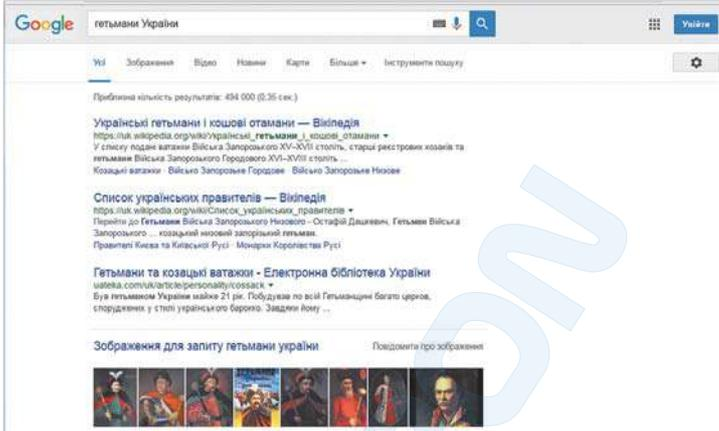 Google гетьмани України Увійти
Усі Зображення Відео Новини Карти Більше Інструменти пошуку
Приблизна кількість результатів: 494 000 (0,35 сек.)
Українські гетьмани і кошові отамани — Вікіпедія
https://uk.wikipedia.org/wiki/Українські_гетьмани_і_кошові_отамани
У списку подані ватажки Війська Запорозького XV–XVII століть, старші реєстрових козаків та
гетьмани Війська Запорозького Городового XVI–XVIII століть ...
Козацькі ватажки · Військо Запорозьке Городове · Військо Запорозьке Низове
Список українських правителів — Вікіпедія
https://uk.wikipedia.org/wiki/Список_українських_правителів
Перейти до Гетьмани Війська Запорозького Низового - Остафій Дашкевич, Гетьман Війська
Запорозького ... козацький низовий запорізький гетьман.
Правителі Києва та Київської Русі · Монархи Королівства Русі
Гетьмани та козацькі ватажки - Електронна бібліотека України
uateka.com/uk/article/personality/cossack
Був гетьманом України майже 21 рік. Побудував по всій Гетьманщині багато церков,
споруджених у стилі українського бароко. Завдяки йому ...
Зображення для запиту гетьмани україни Повідомити про зображення